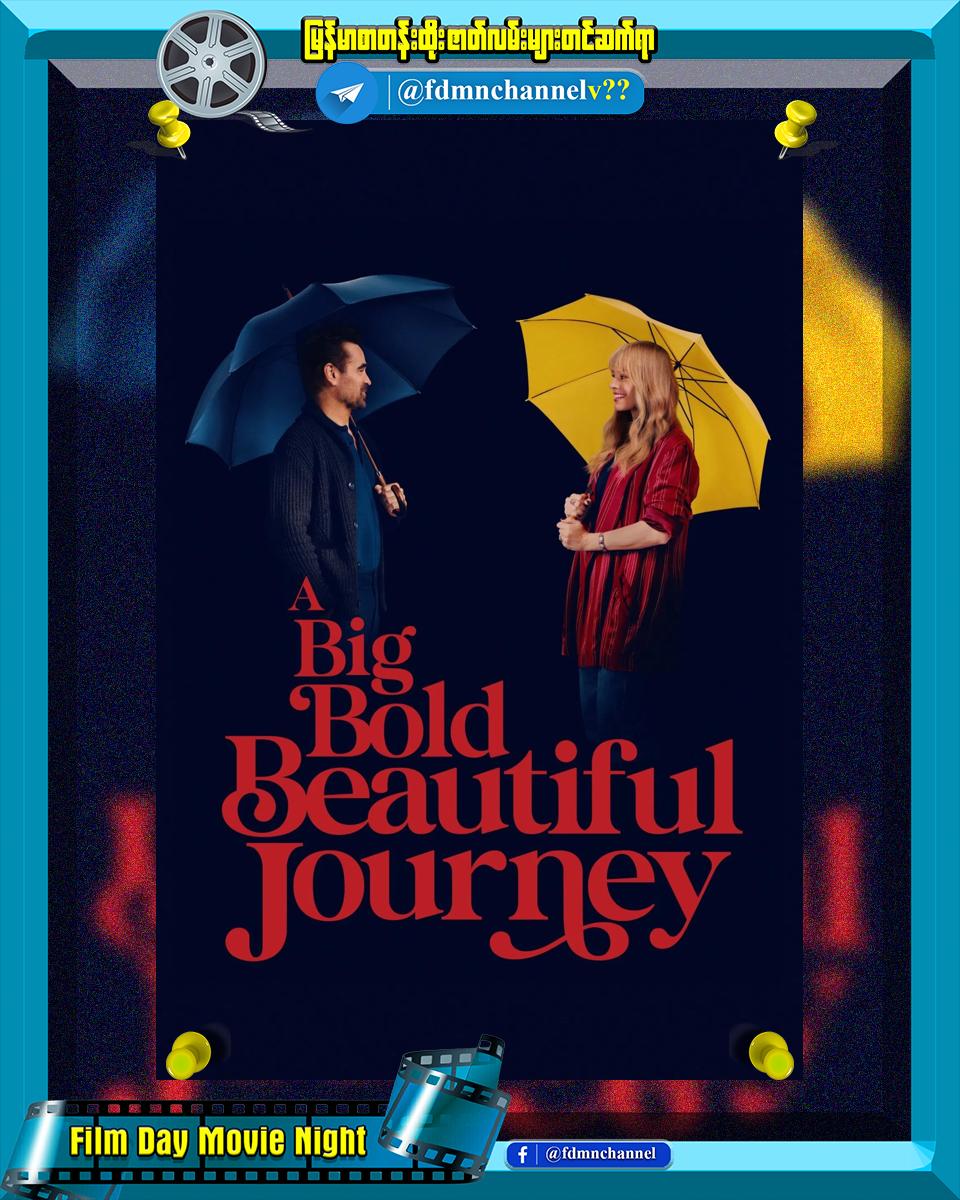 မြန်မာစာတန်းထိုးဇာတ်လမ်းများတင်ဆက်ရာ
@fdmnchannelv??
A
Big
Bold
Beautiful
Journey
Film Day Movie Night
@fdmnchannel